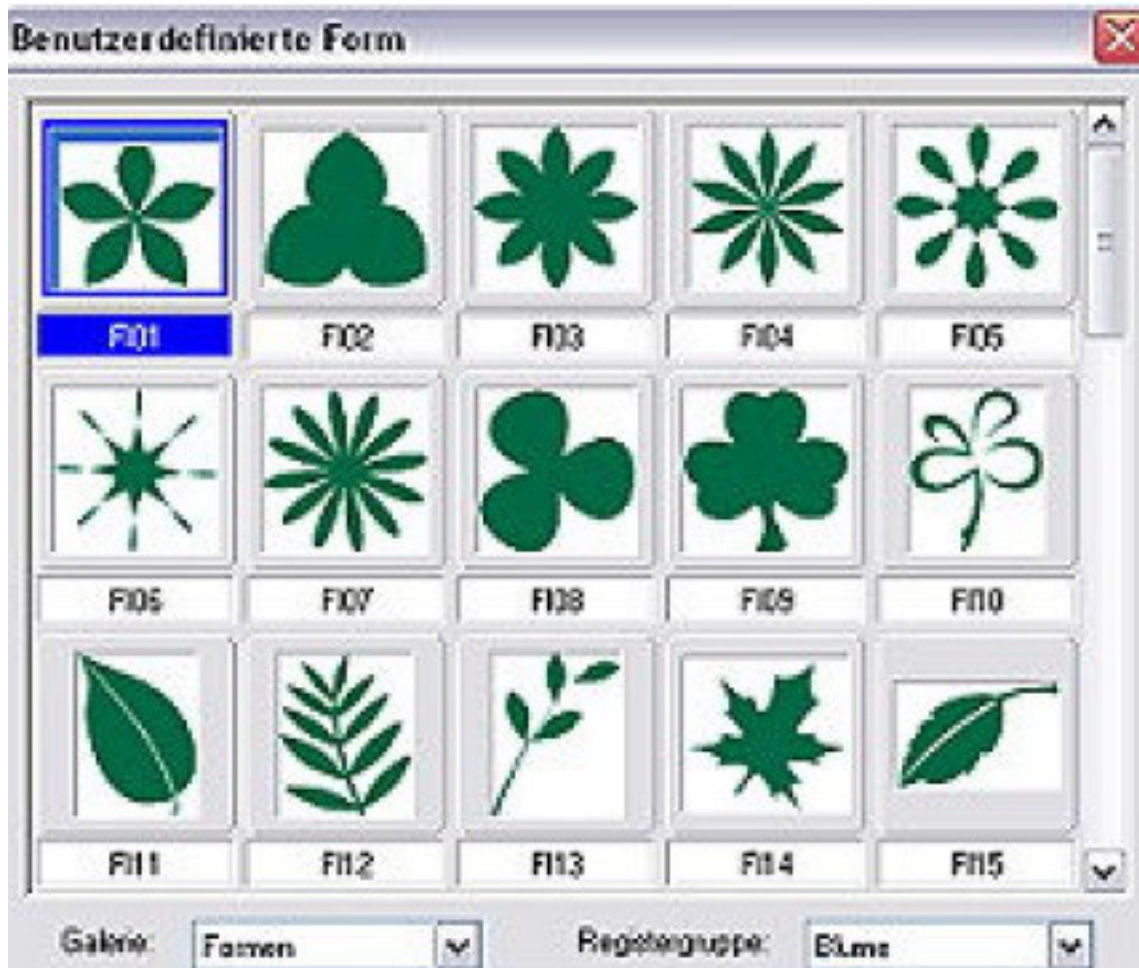 Benutzerdefinierte Form
Fl01 Fl02 Fl03 Fl04 Fl05
Fl06 Fl07 Fl08 Fl09 Fl10
Fl11 Fl12 Fl13 Fl14 Fl15
Galerie: Formen Registergruppe: Blume